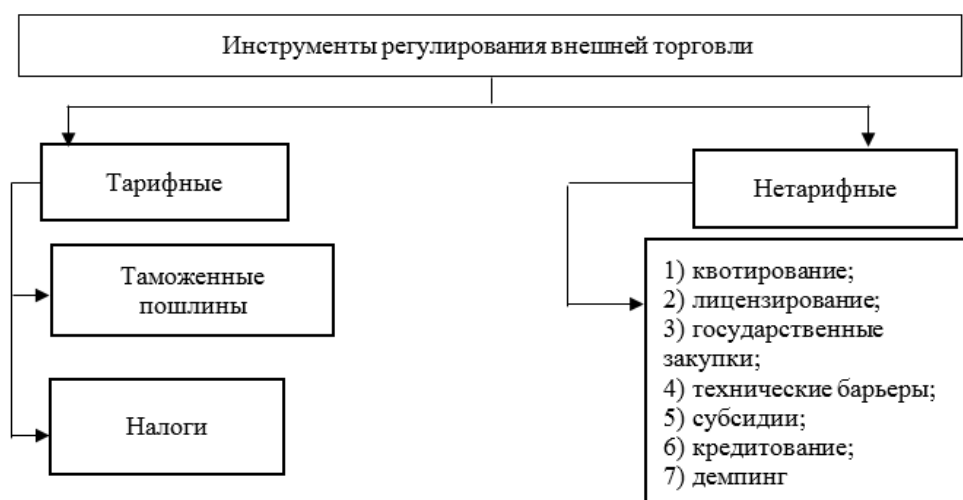 Инструменты регулирования внешней торговли
Тарифные
Нетарифные
Таможенные
пошлины
Налоги
1) квотирование;
2) лицензирование;
3) государственные
закупки;
4) технические барьеры;
5) субсидии;
6) кредитование;
7) демпинг